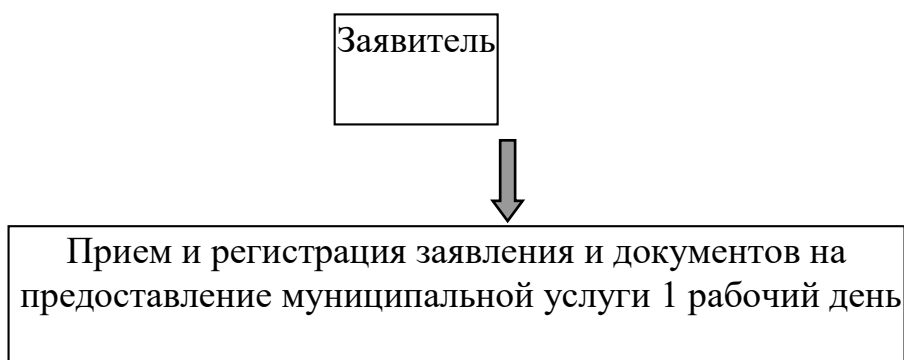 Заявитель
Прием и регистрация заявления и документов на
предоставление муниципальной услуги 1 рабочий день